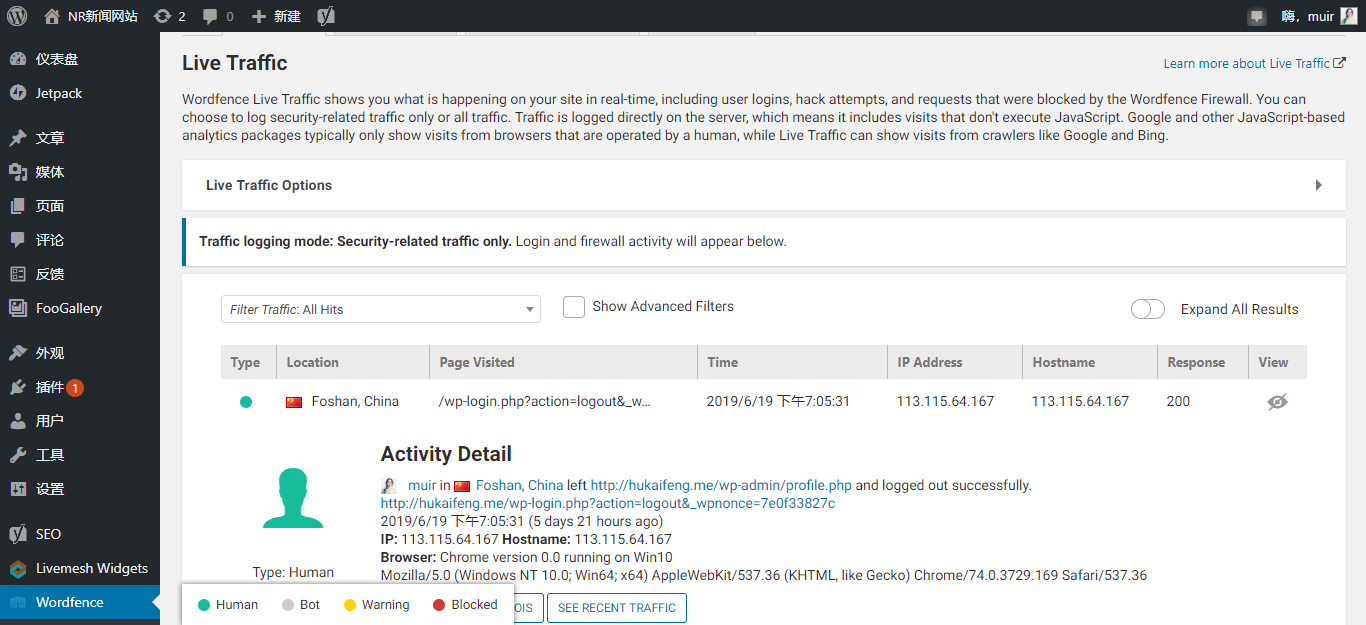 NR新闻网站 2 0 新建 嗨，muir
仪表盘
Jetpack
文章
媒体
页面
评论
反馈
FooGallery
外观
插件 1
用户
工具
设置
SEO
Livemesh Widgets
Wordfence
Live Traffic
Learn more about Live Traffic
Wordfence Live Traffic shows you what is happening on your site in real-time, including user logins, hack attempts, and requests that were blocked by the Wordfence Firewall. You can
choose to log security-related traffic only or all traffic. Traffic is logged directly on the server, which means it includes visits that don't execute JavaScript. Google and other JavaScript-based
analytics packages typically only show visits from browsers that are operated by a human, while Live Traffic can show visits from crawlers like Google and Bing.
Live Traffic Options
Traffic logging mode: Security-related traffic only. Login and firewall activity will appear below.
Filter Traffic: All Hits Show Advanced Filters Expand All Results
Type Location Page Visited Time IP Address Hostname Response View
Foshan, China /wp-login.php?action=logout&_w... 2019/6/19 下午7:05:31 113.115.64.167 113.115.64.167 200
Activity Detail
muir in Foshan, China left http://hukaifeng.me/wp-admin/profile.php and logged out successfully.
http://hukaifeng.me/wp-login.php?action=logout&_wpnonce=7e0f33827c
2019/6/19 下午7:05:31 (5 days 21 hours ago)
IP: 113.115.64.167 Hostname: 113.115.64.167
Browser: Chrome version 0.0 running on Win10
Mozilla/5.0 (Windows NT 10.0; Win64; x64) AppleWebKit/537.36 (KHTML, like Gecko) Chrome/74.0.3729.169 Safari/537.36
Type: Human
Human Bot Warning Blocked
OIS SEE RECENT TRAFFIC